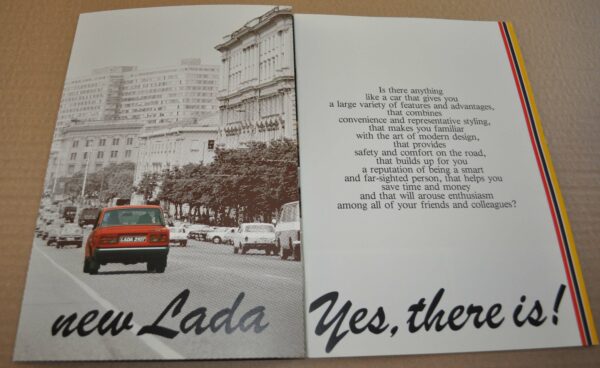 LADA 2107
new Lada
Is there anything
like a car that gives you
a large variety of features and advantages,
that combines
convenience and representative styling,
that makes you familiar
with the art of modern design,
that provides
safety and comfort on the road,
that builds up for you
a reputation of being a smart
and far-sighted person, that helps you
save time and money
and that will arouse enthusiasm
among all of your friends and colleagues?
Yes, there is!